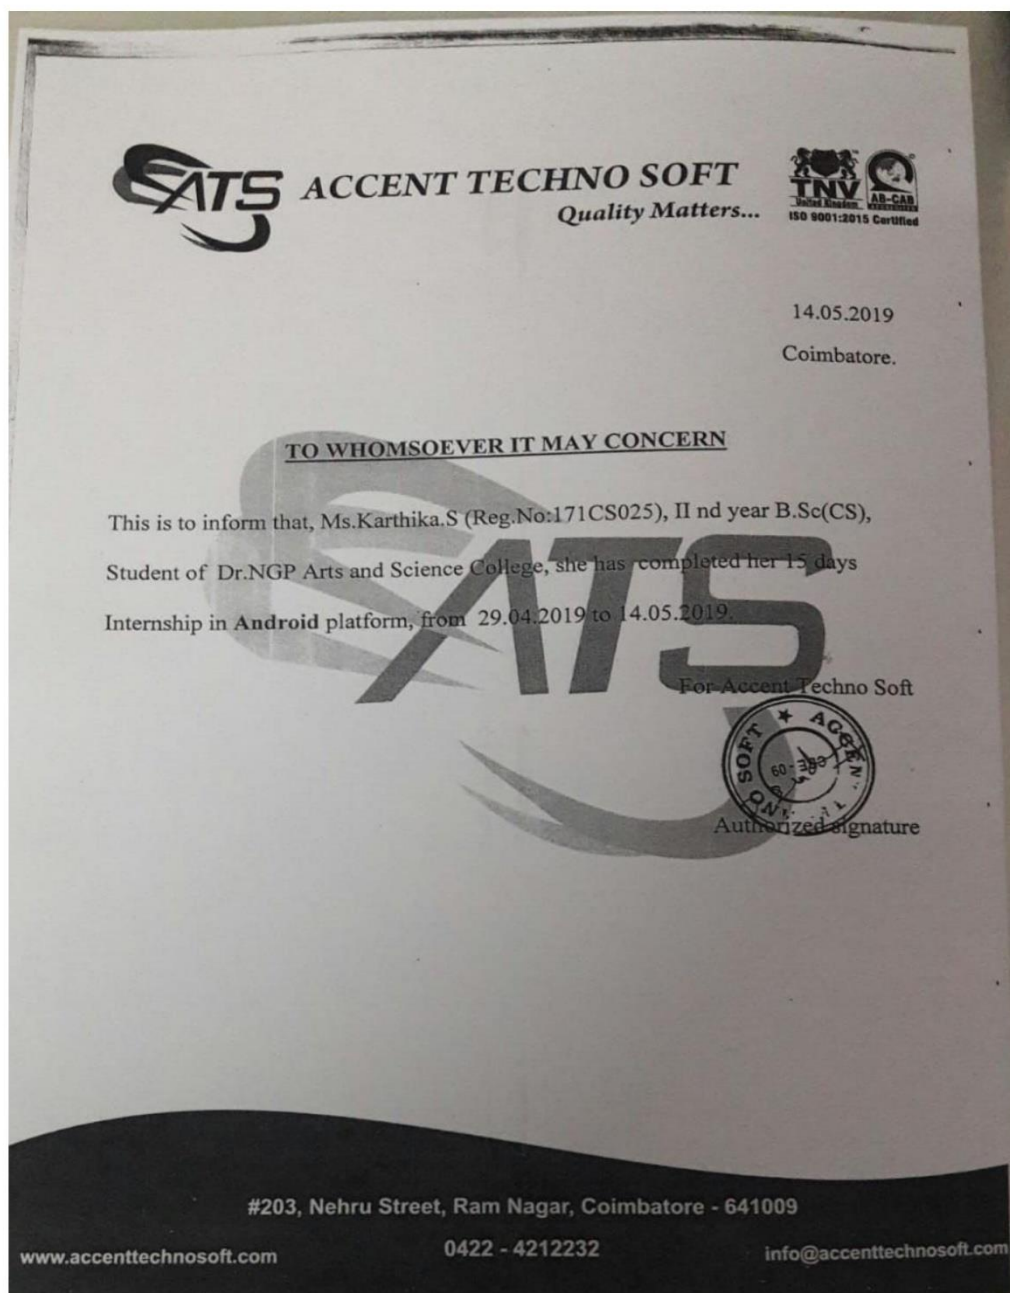 ATS ACCENT TECHNO SOFT
Quality Matters...
TNV
United Kingdom
AB-CAB
ISO 9001:2015 Certified
14.05.2019
Coimbatore.
TO WHOMSOEVER IT MAY CONCERN
This is to inform that, Ms.Karthika.S (Reg.No:171CS025), II nd year B.Sc(CS),
Student of Dr.NGP Arts and Science College, she has completed her 15 days
Internship in Android platform, from 29.04.2019 to 14.05.2019.
ATS
For Accent Techno Soft
SOFT ★ ACCENT
Authorized signature
#203, Nehru Street, Ram Nagar, Coimbatore - 641009
0422 - 4212232
www.accenttechnosoft.com
info@accenttechnosoft.com